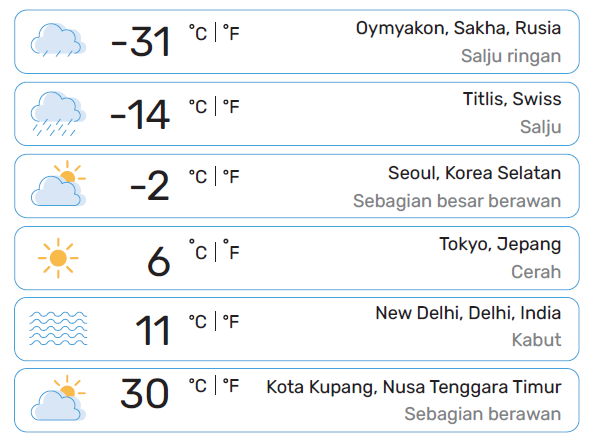 -31 °C | °F Oymyakon, Sakha, Rusia
Salju ringan
-14 °C | °F Titlis, Swiss
Salju
-2 °C | °F Seoul, Korea Selatan
Sebagian besar berawan
6 °C | °F Tokyo, Jepang
Cerah
11 °C | °F New Delhi, Delhi, India
Kabut
30 °C | °F Kota Kupang, Nusa Tenggara Timur
Sebagian berawan